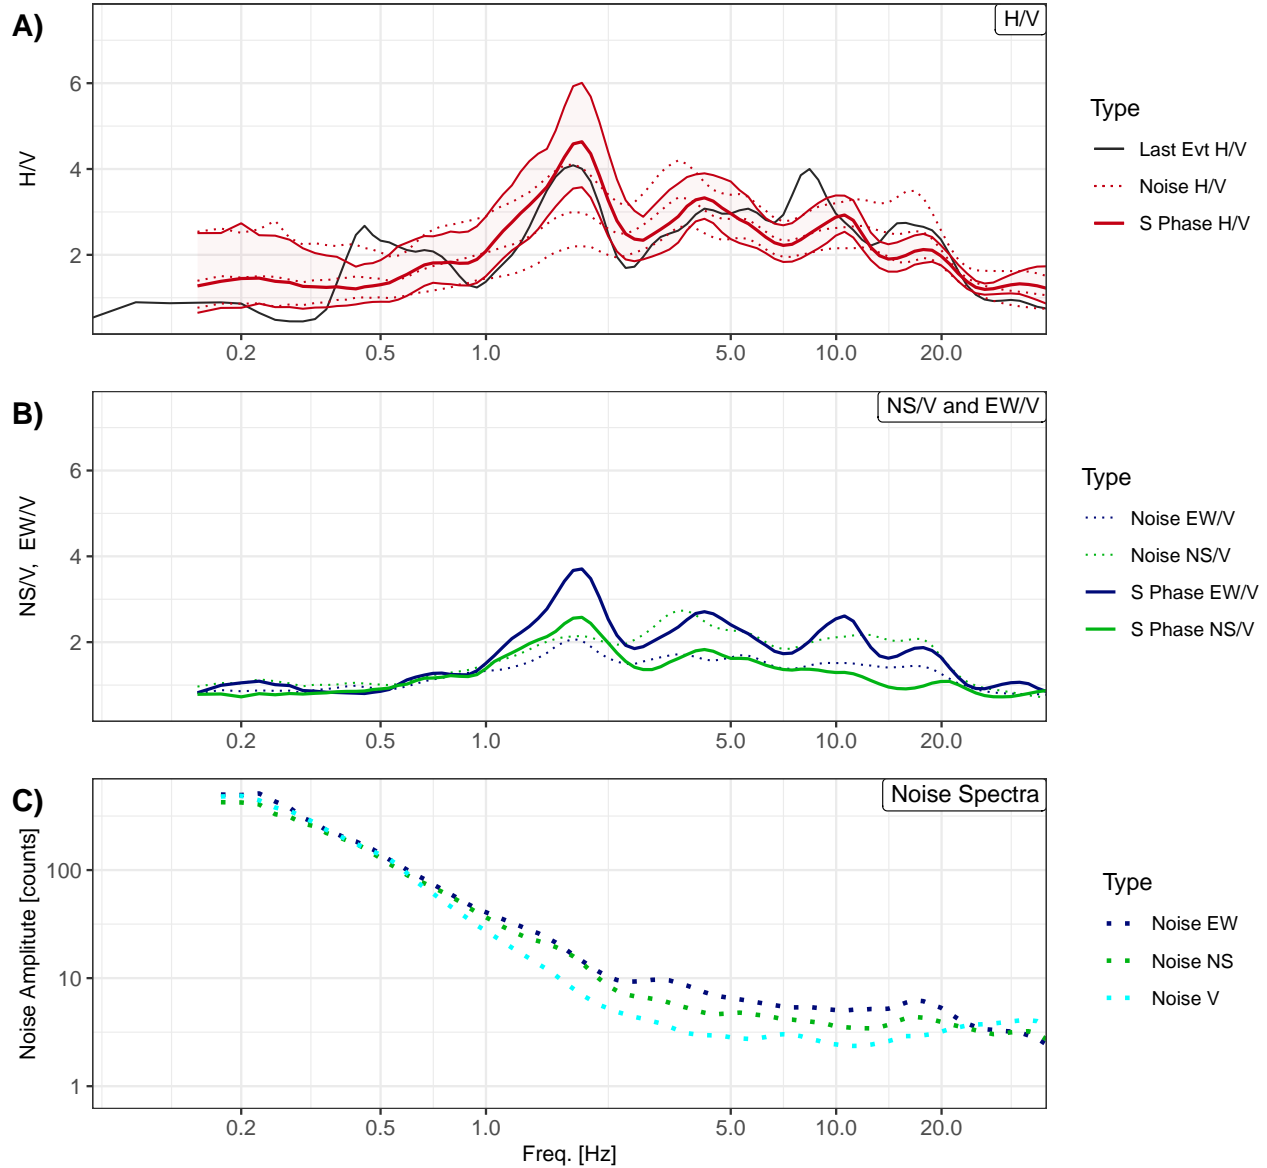 A)
H/V
6
4
2
H/V
0.2 0.5 1.0 5.0 10.0 20.0
Type
Last Evt H/V
Noise H/V
S Phase H/V
B)
NS/V and EW/V
6
4
2
NS/V, EW/V
0.2 0.5 1.0 5.0 10.0 20.0
Type
Noise EW/V
Noise NS/V
S Phase EW/V
S Phase NS/V
C)
Noise Spectra
100
10
1
Noise Amplitute [counts]
0.2 0.5 1.0 5.0 10.0 20.0
Freq. [Hz]
Type
Noise EW
Noise NS
Noise V